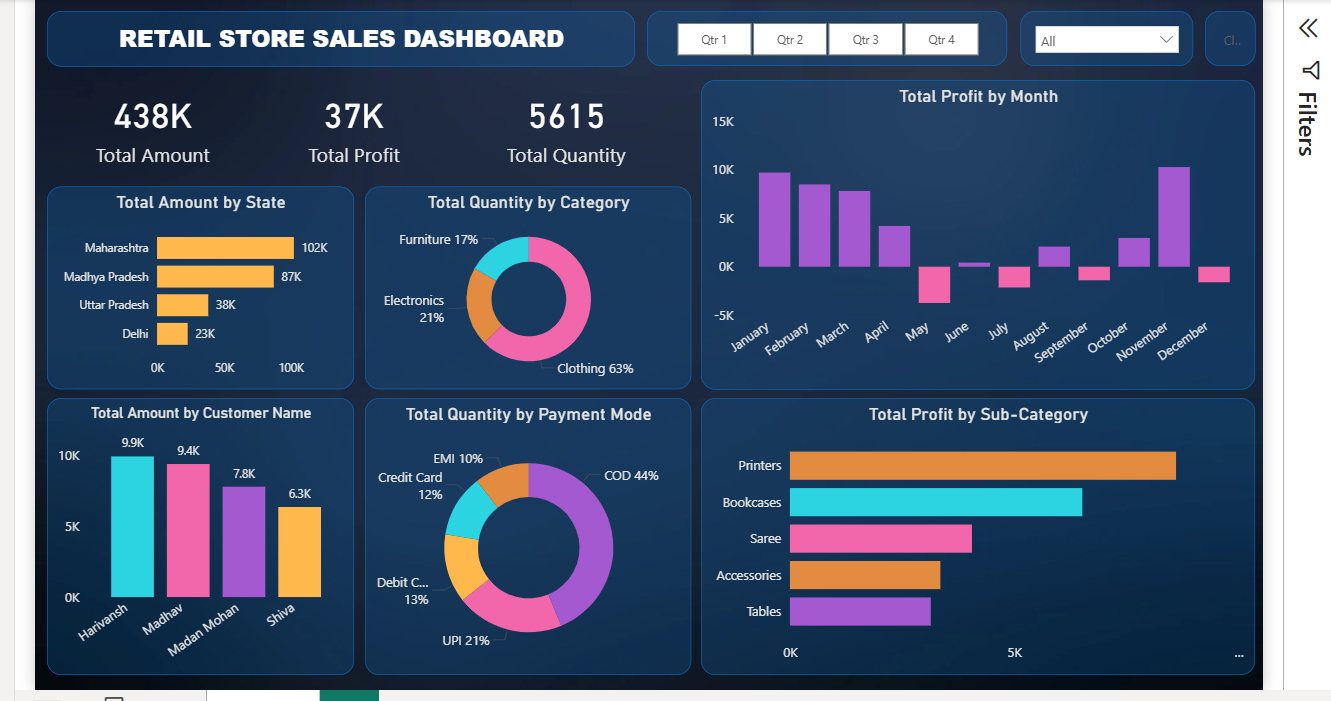 RETAIL STORE SALES DASHBOARD
Qtr 1
Qtr 2
Qtr 3
Qtr 4
All
Cl..
Filters
438K
Total Amount
37K
Total Profit
5615
Total Quantity
Total Profit by Month
15K
10K
5K
0K
-5K
January
February
March
April
May
June
July
August
September
October
November
December
Total Amount by State
Maharashtra
102K
Madhya Pradesh
87K
Uttar Pradesh
38K
Delhi
23K
0K
50K
100K
Total Quantity by Category
Furniture 17%
Electronics
21%
Clothing 63%
Total Amount by Customer Name
10K
5K
0K
9.9K
9.4K
7.8K
6.3K
Harivansh
Madhav
Madan Mohan
Shiva
Total Quantity by Payment Mode
EMI 10%
COD 44%
Credit Card
12%
Debit C...
13%
UPI 21%
Total Profit by Sub-Category
Printers
Bookcases
Saree
Accessories
Tables
0K
5K
...